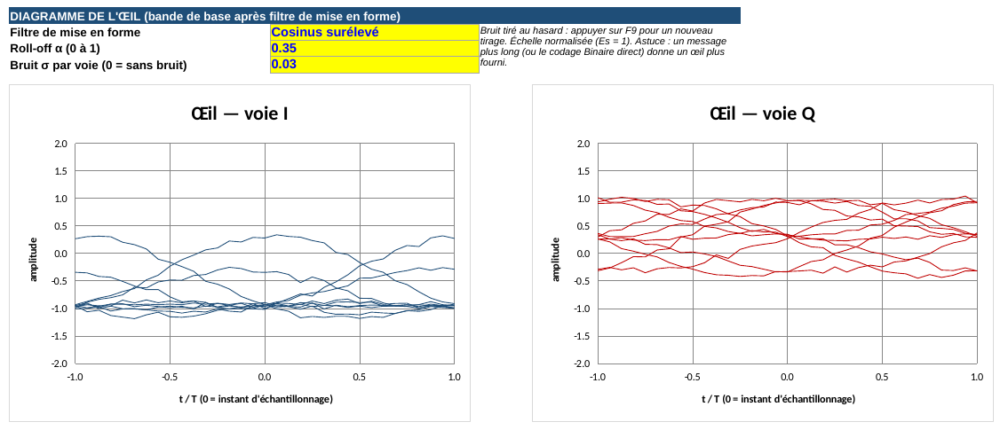 DIAGRAMME DE L'ŒIL (bande de base après filtre de mise en forme)
Filtre de mise en forme
Cosinus surélevé
Roll-off α (0 à 1)
0.35
Bruit σ par voie (0 = sans bruit)
0.03
Bruit tiré au hasard : appuyer sur F9 pour un nouveau
tirage. Échelle normalisée (Es = 1). Astuce : un message
plus long (ou le codage Binaire direct) donne un œil plus
fourni.
Œil — voie I
2.0
1.5
1.0
0.5
0.0
-0.5
-1.0
-1.5
-2.0
amplitude
-1.0 -0.5 0.0 0.5 1.0
t / T (0 = instant d'échantillonnage)
Œil — voie Q
2.0
1.5
1.0
0.5
0.0
-0.5
-1.0
-1.5
-2.0
amplitude
-1.0 -0.5 0.0 0.5 1.0
t / T (0 = instant d'échantillonnage)